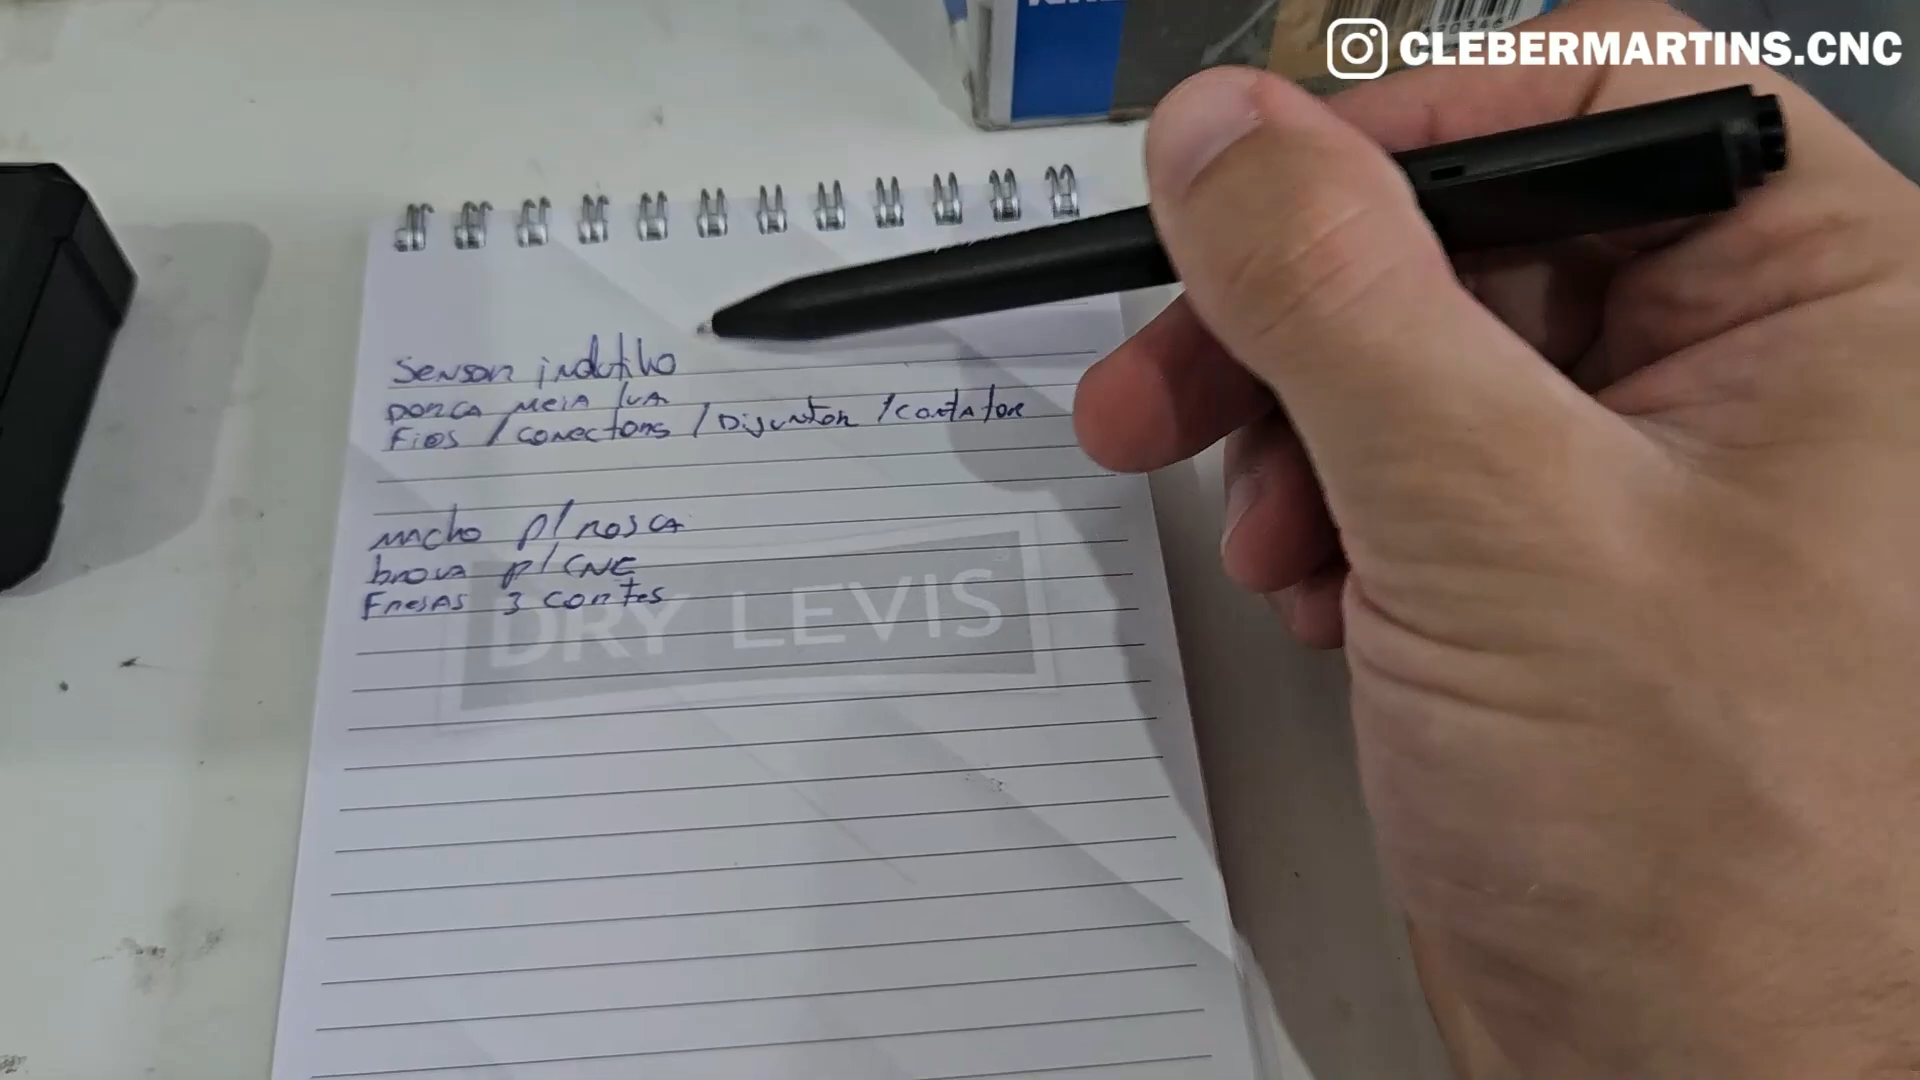 CLEBERMARTINS.CNC
Sensor indutivo
porca meia lua
Fios / conectores / Disjuntor / contatore
macho p/ rosca
broca p/ CNC
Fresas 3 cortes
DRY LEVIS